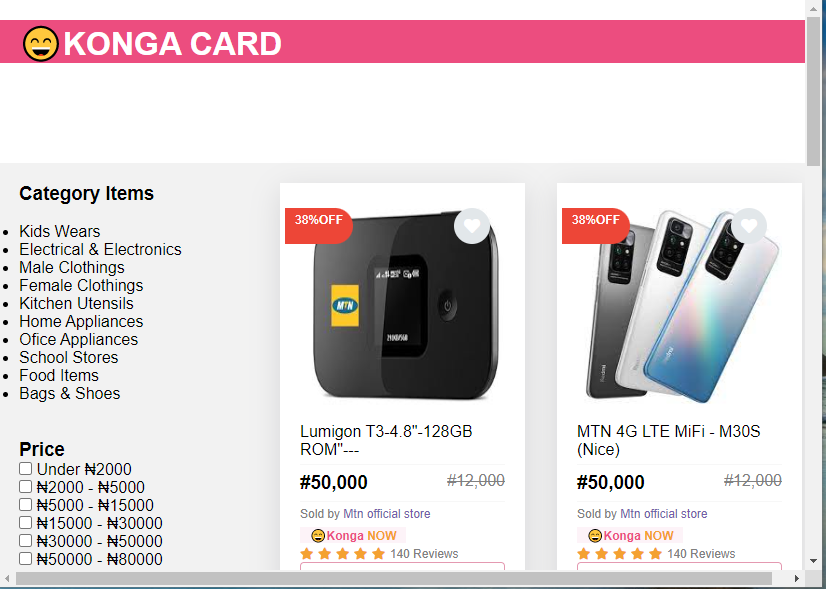 KONGA CARD
Category Items
Kids Wears
Electrical & Electronics
Male Clothings
Female Clothings
Kitchen Utensils
Home Appliances
Ofice Appliances
School Stores
Food Items
Bags & Shoes
Price
Under ₦2000
₦2000 - ₦5000
₦5000 - ₦15000
₦15000 - ₦30000
₦30000 - ₦50000
₦50000 - ₦80000
38%OFF
MTN
Lumigon T3-4.8"-128GB
ROM"---
₦50,000 ₦12,000
Sold by Mtn official store
Konga NOW
140 Reviews
38%OFF
Redmi
Redmi
Redmi
MTN 4G LTE MiFi - M30S
(Nice)
₦50,000 ₦12,000
Sold by Mtn official store
Konga NOW
140 Reviews